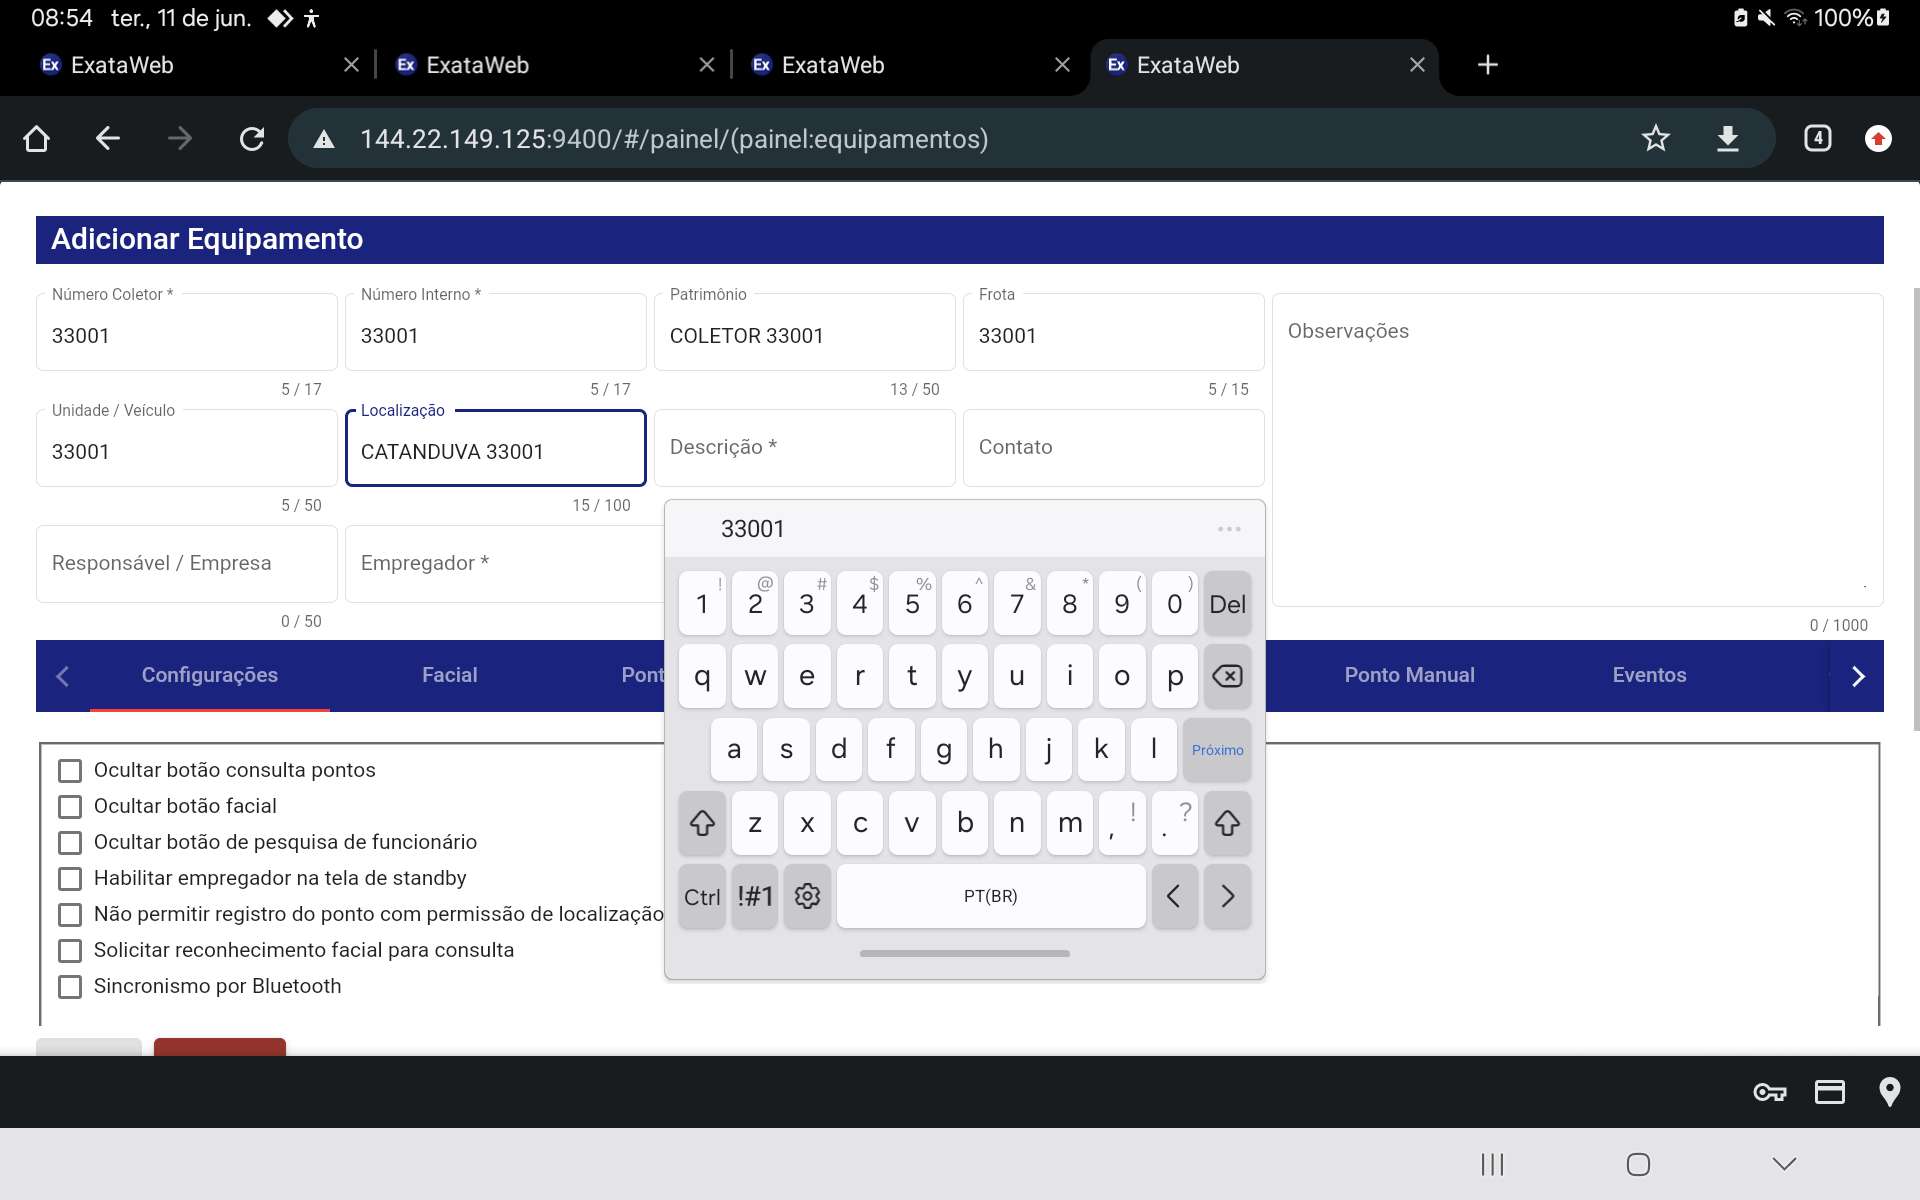 08:54 ter., 11 de jun. 100%
Ex ExataWeb Ex ExataWeb Ex ExataWeb Ex ExataWeb
144.22.149.125:9400/#/painel/(painel:equipamentos) 4
Adicionar Equipamento
Número Coletor * Número Interno * Patrimônio Frota
33001 33001 COLETOR 33001 33001 Observações
5 / 17 5 / 17 13 / 50 5 / 15
Unidade / Veículo Localização
33001 CATANDUVA 33001 Descrição * Contato
5 / 50 15 / 100
Responsável / Empresa Empregador *
0 / 50 0 / 1000
Configurações Facial Pont Ponto Manual Eventos
Ocultar botão consulta pontos
Ocultar botão facial
Ocultar botão de pesquisa de funcionário
Habilitar empregador na tela de standby
Não permitir registro do ponto com permissão de localização
Solicitar reconhecimento facial para consulta
Sincronismo por Bluetooth
33001 ...
! @ # $ % ^ & * ( )
1 2 3 4 5 6 7 8 9 0 Del
q w e r t y u i o p
a s d f g h j k l Próximo
z x c v b n m , ! . ?
Ctrl !#1 PT(BR) < >